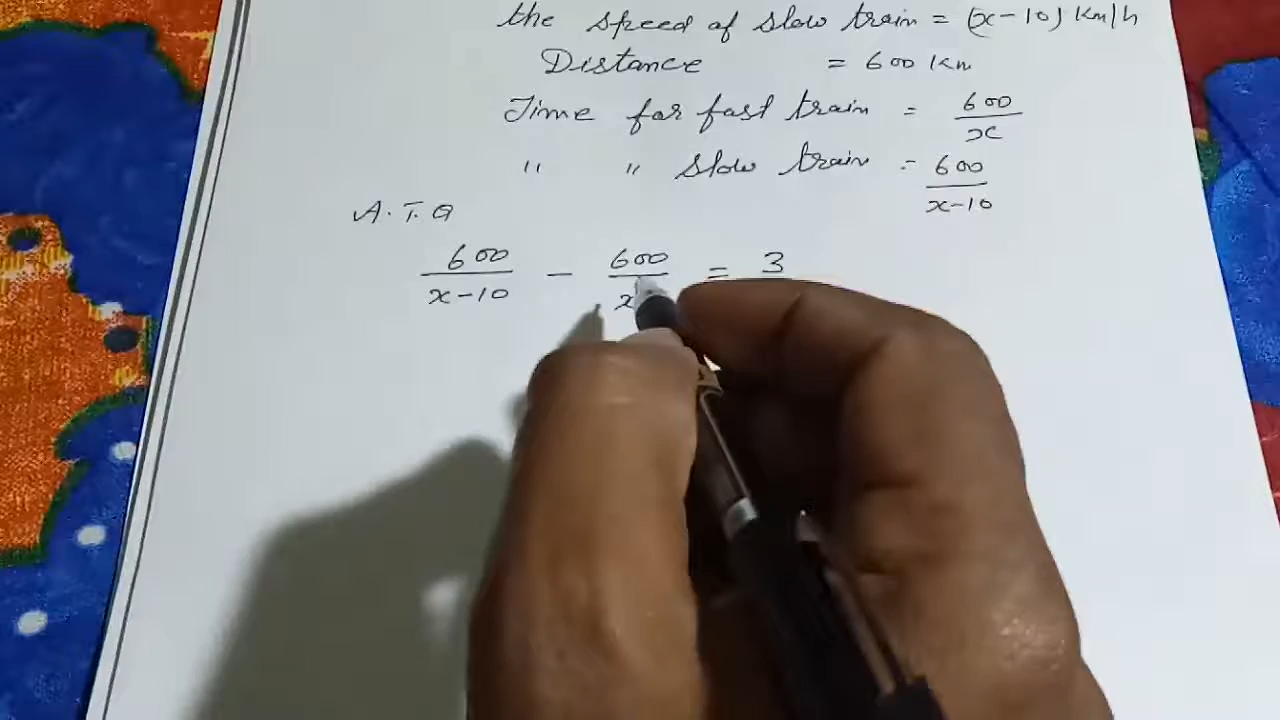 the speed of slow train = (x-10) Km/h
Distance = 600 Km
Time for fast train = 600/x
" " slow train = 600/x-10
A.T.Q
600/x-10 - 600/x = 3